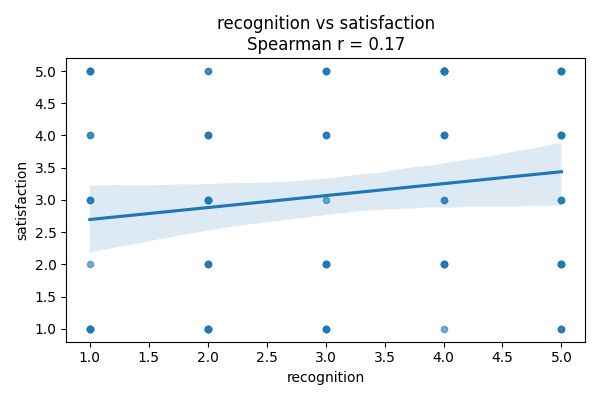 recognition vs satisfaction
Spearman r = 0.17
5.0
4.5
4.0
3.5
3.0
2.5
2.0
1.5
1.0
satisfaction
1.0 1.5 2.0 2.5 3.0 3.5 4.0 4.5 5.0
recognition